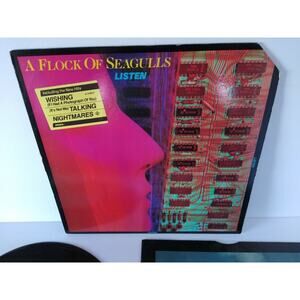 A FLOCK OF SEAGULLS
LISTEN
Including the New Hits:
WISHING
(If I Had A Photograph Of You)
(It's Not Me) TALKING
NIGHTMARES